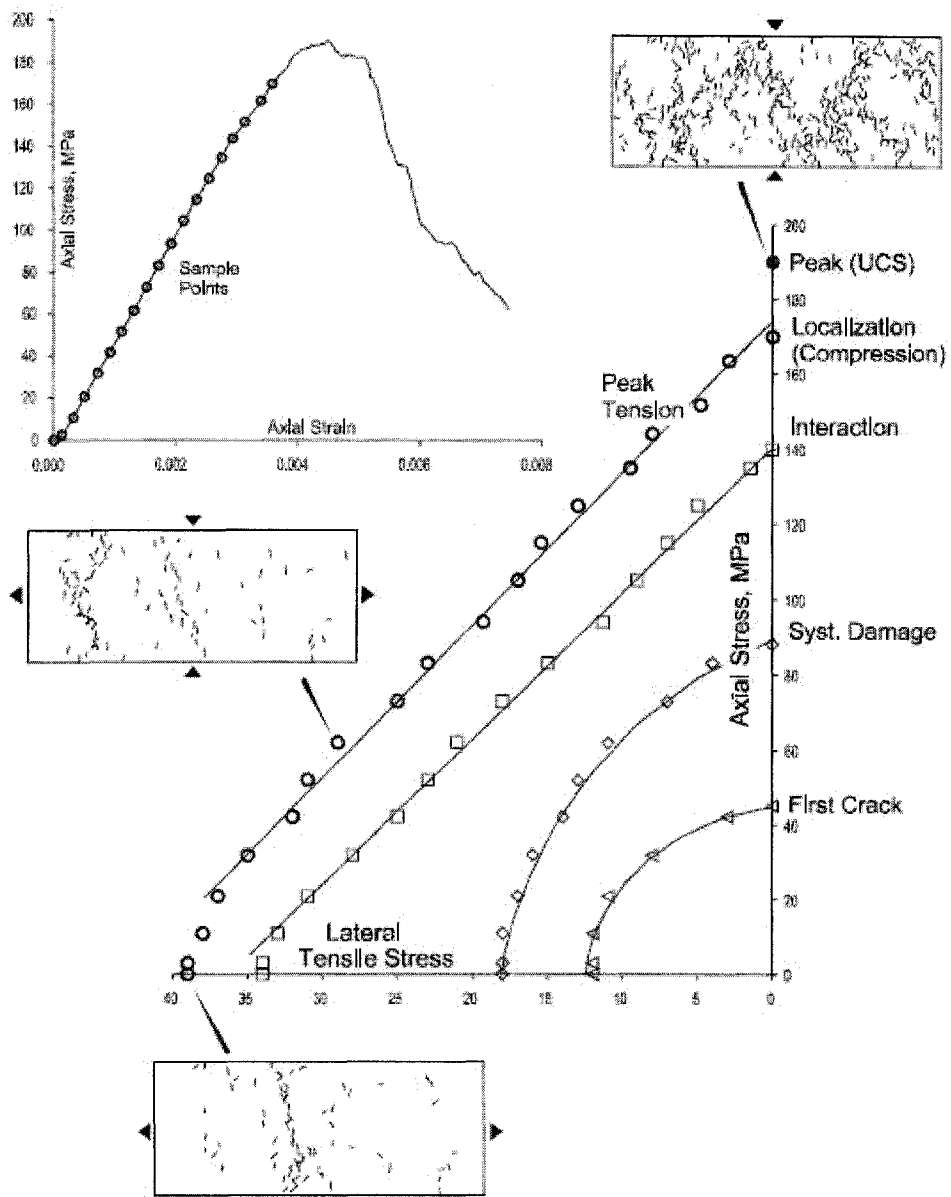 200
180
160
140
120
100
80
60
40
20
0
Axial Stress, MPa
Sample
Points
Axial Strain
0.000
0.002
0.004
0.006
0.008
200
Peak (UCS)
180
Localization
(Compression)
160
Peak
Tension
Interaction
140
120
Axial Stress, MPa
100
Syst. Damage
80
60
First Crack
40
20
Lateral
Tensile Stress
0
40
35
30
25
20
15
10
5
0